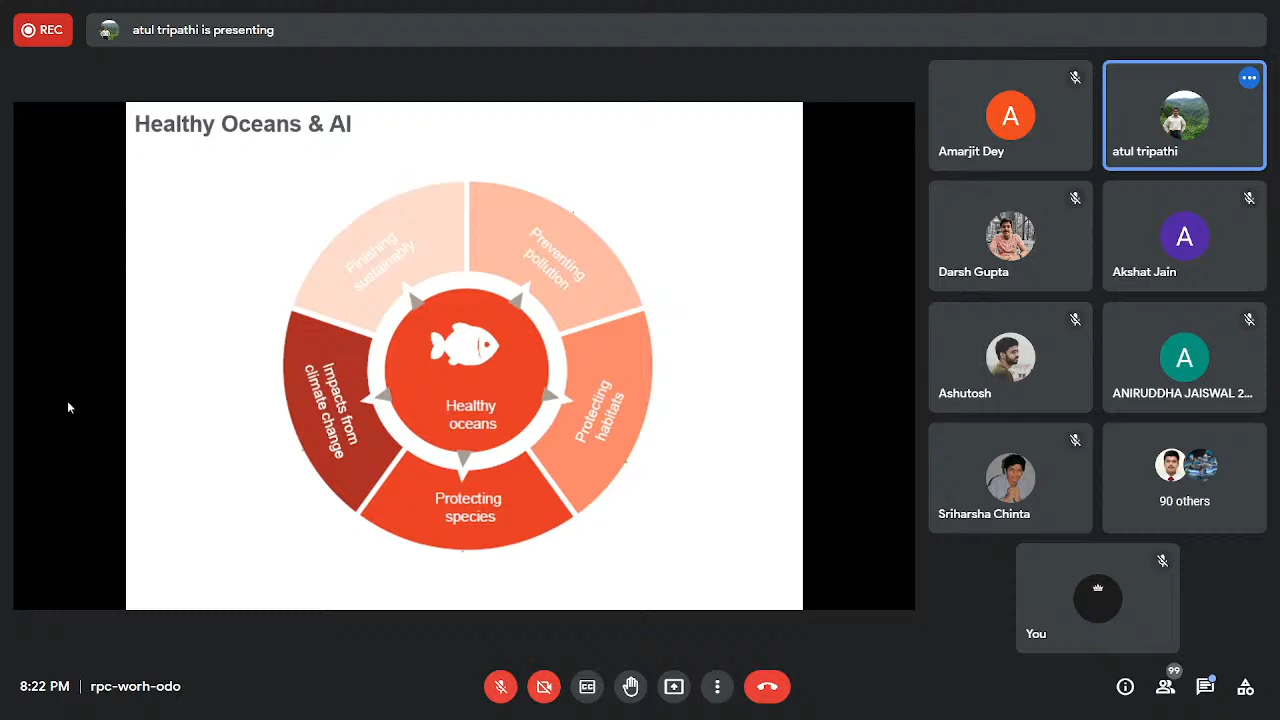 REC
atul tripathi is presenting
Healthy Oceans & AI
Finishing
sustainably
Preventing
pollution
Impacts from
climate change
Healthy
oceans
Protecting
habitats
Protecting
species
A
Amarjit Dey
atul tripathi
Darsh Gupta
A
Akshat Jain
Ashutosh
A
ANIRUDDHA JAISWAL 2...
Sriharsha Chinta
90 others
You
8:22 PM
rpc-worh-odo
99